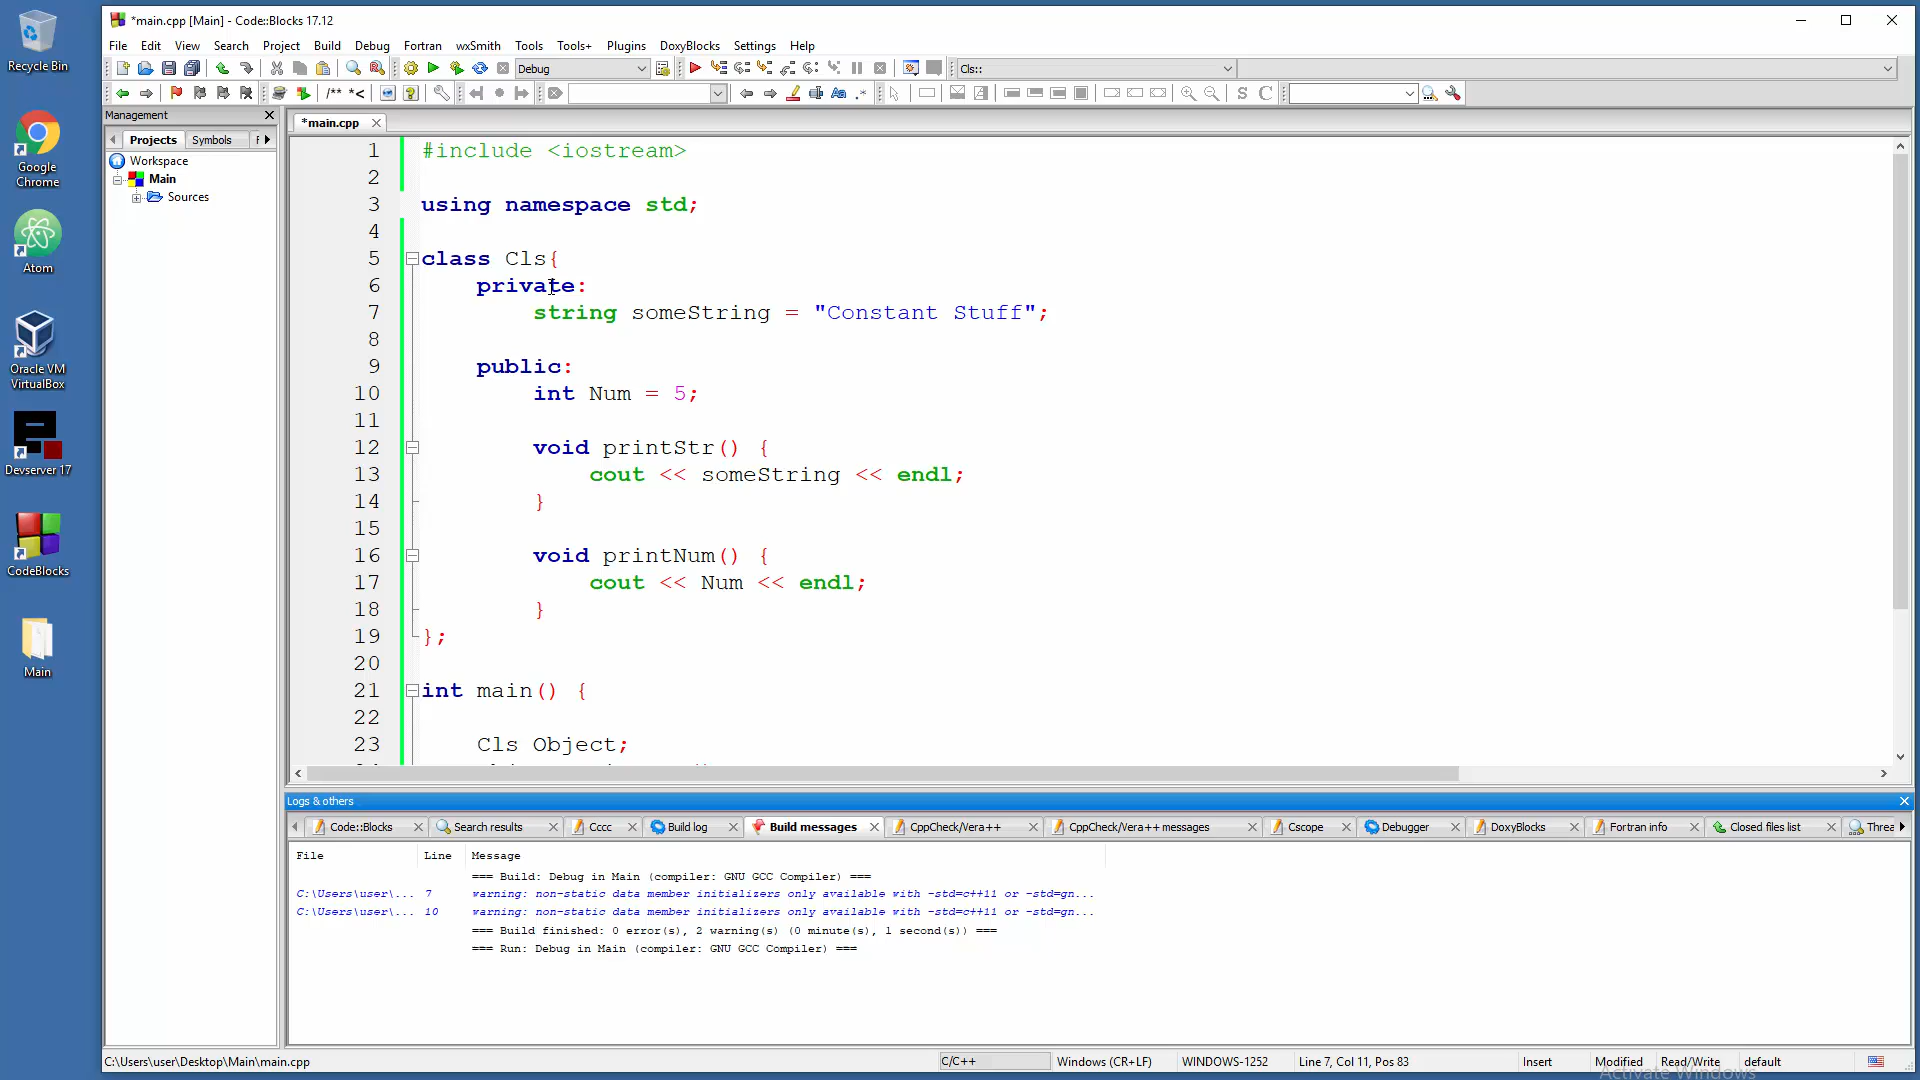 *main.cpp [Main] - Code::Blocks 17.12
File Edit View Search Project Build Debug Fortran wxSmith Tools Tools+ Plugins DoxyBlocks Settings Help
Debug
Cls::
/** *<
Aa .*
S C
Management
Projects Symbols F
Workspace
Main
Sources
*main.cpp
1 #include <iostream>
2
3 using namespace std;
4
5 class Cls{
6 private:
7 string someString = "Constant Stuff";
8
9 public:
10 int Num = 5;
11
12 void printStr() {
13 cout << someString << endl;
14 }
15
16 void printNum() {
17 cout << Num << endl;
18 }
19 };
20
21 int main() {
22
23 Cls Object;
Logs & others
Code::Blocks Search results Cccc Build log Build messages CppCheck/Vera++ CppCheck/Vera++ messages Cscope Debugger DoxyBlocks Fortran info Closed files list Threa
File Line Message
=== Build: Debug in Main (compiler: GNU GCC Compiler) ===
C:\Users\user\... 7 warning: non-static data member initializers only available with -std=c++11 or -std=gn...
C:\Users\user\... 10 warning: non-static data member initializers only available with -std=c++11 or -std=gn...
=== Build finished: 0 error(s), 2 warning(s) (0 minute(s), 1 second(s)) ===
=== Run: Debug in Main (compiler: GNU GCC Compiler) ===
C:\Users\user\Desktop\Main\main.cpp C/C++ Windows (CR+LF) WINDOWS-1252 Line 7, Col 11, Pos 83 Insert Modified Read/Write default
Activate Windows
Recycle Bin
Google
Chrome
Atom
Oracle VM
VirtualBox
Devserver 17
CodeBlocks
Main